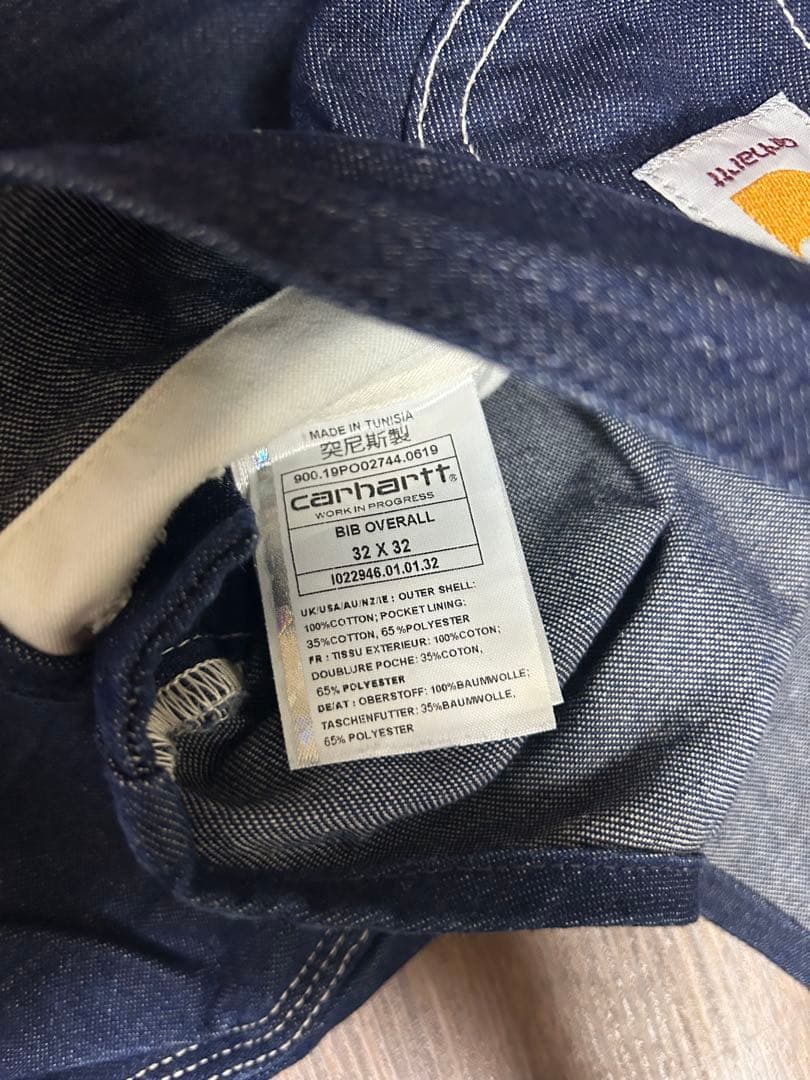 carhartt
MADE IN TUNISIA
突尼斯製
900.19PO02744.0619
carhartt®
WORK IN PROGRESS
BIB OVERALL
32 X 32
I022946.01.01.32
UK/USA/AU/NZ/IE : OUTER SHELL:
100%COTTON; POCKET LINING:
35%COTTON, 65%POLYESTER
FR : TISSU EXTERIEUR: 100%COTON;
DOUBLURE POCHE: 35%COTON,
65% POLYESTER
DE/AT : OBERSTOFF: 100%BAUMWOLLE;
TASCHENFUTTER: 35%BAUMWOLLE,
65% POLYESTER